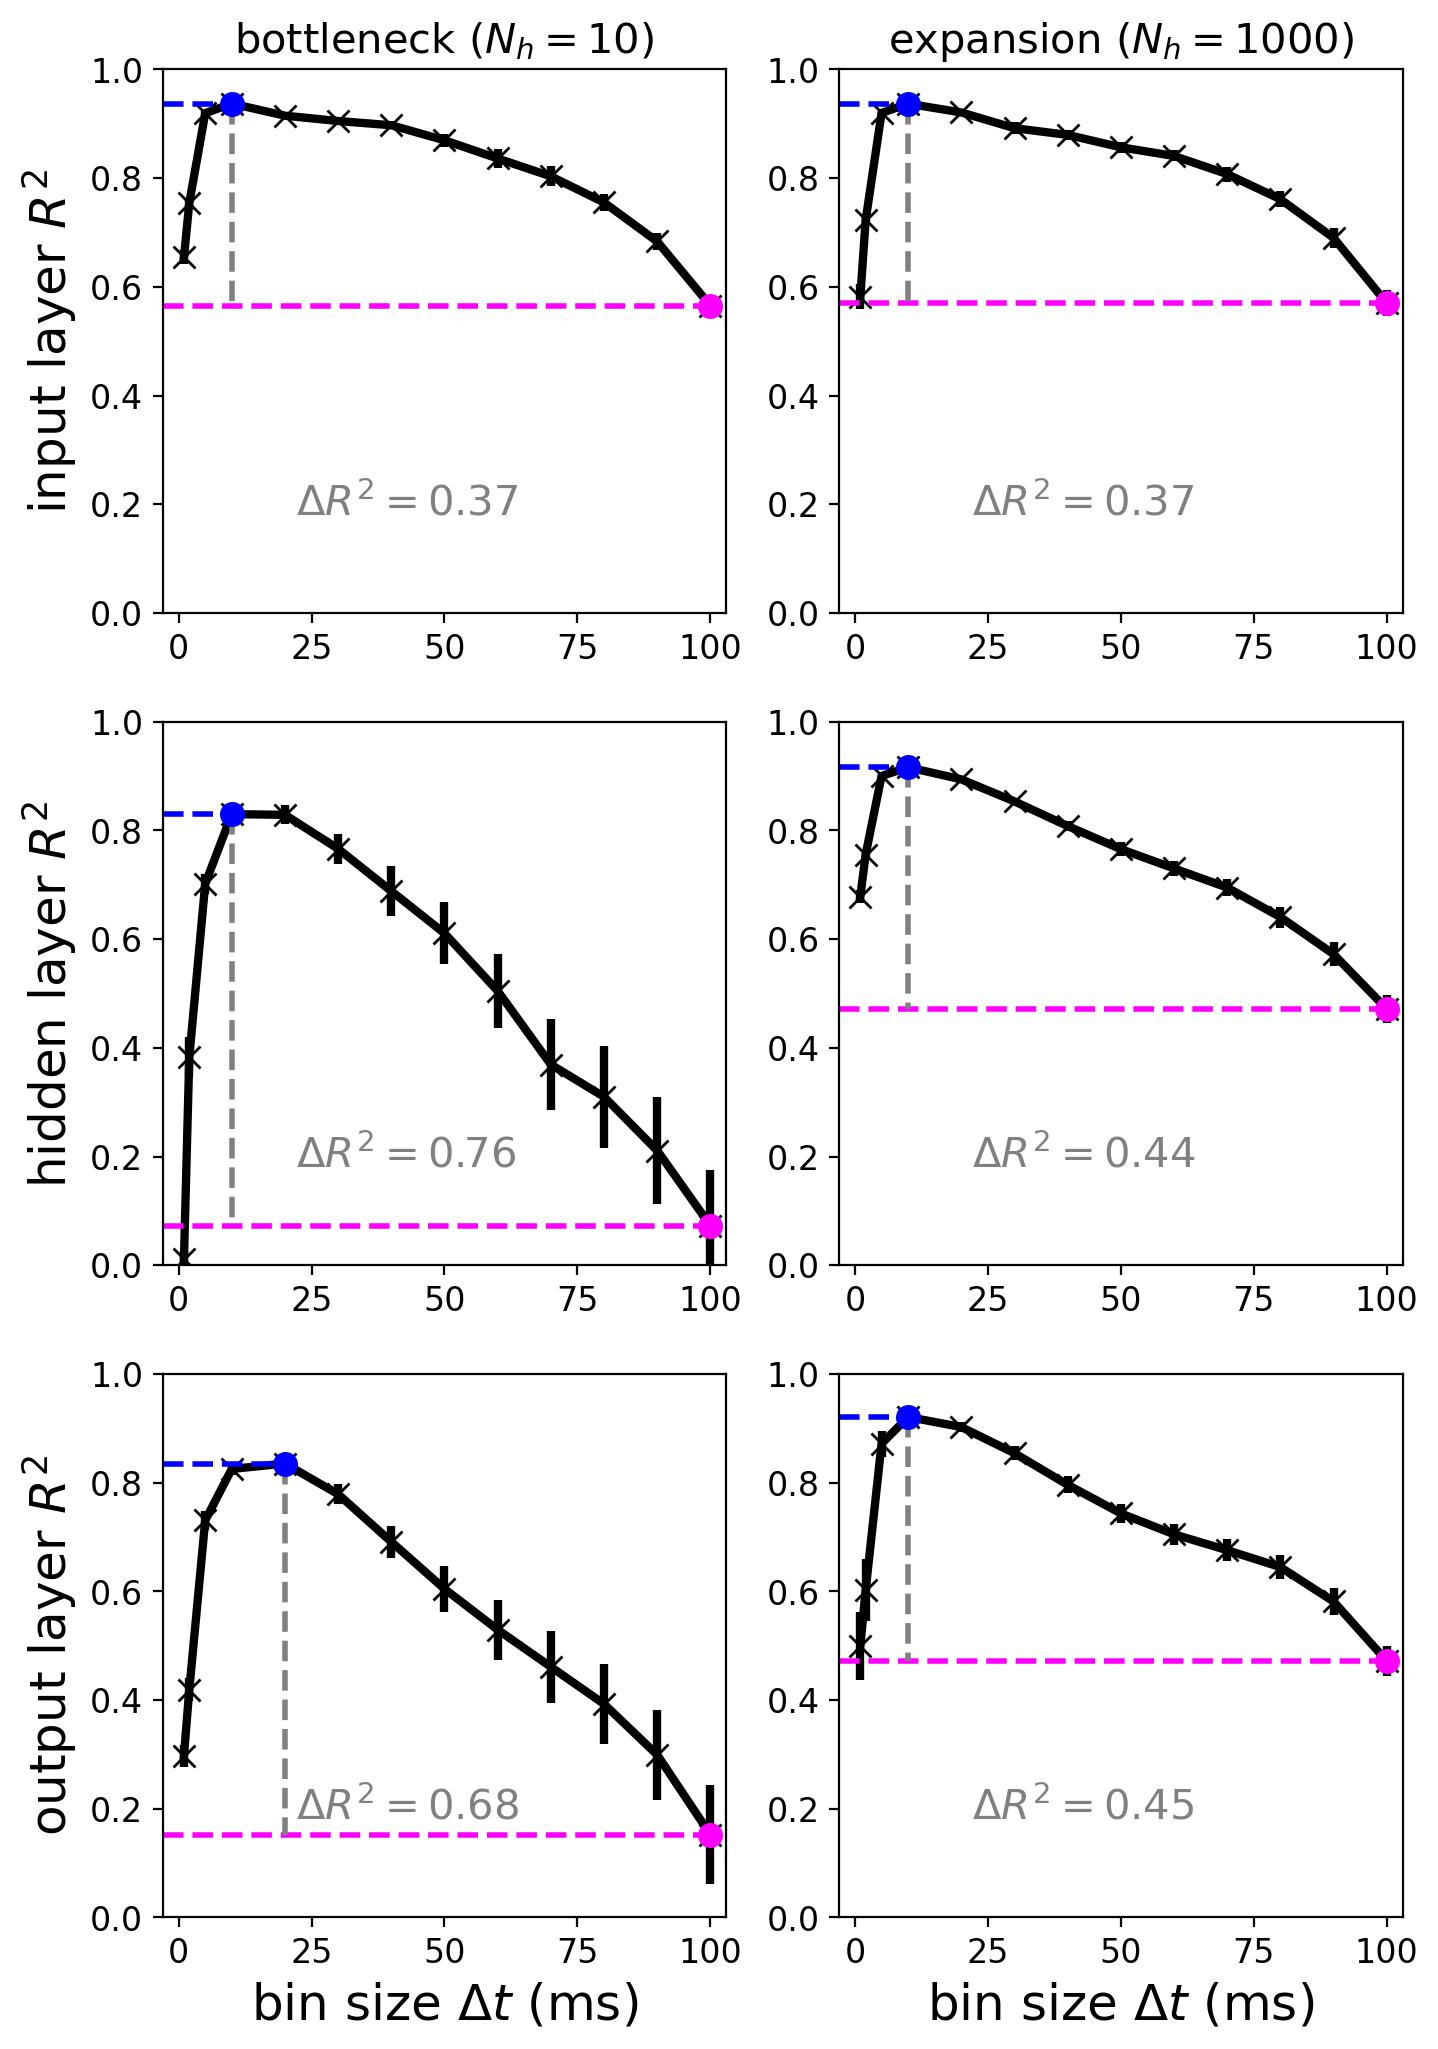 bottleneck ($N_h = 10$)
expansion ($N_h = 1000$)
input layer $R^2$
1.0
0.8
0.6
0.4
0.2
0.0
$\Delta R^2 = 0.37$
0 25 50 75 100
1.0
0.8
0.6
0.4
0.2
0.0
$\Delta R^2 = 0.37$
0 25 50 75 100
hidden layer $R^2$
1.0
0.8
0.6
0.4
0.2
0.0
$\Delta R^2 = 0.76$
0 25 50 75 100
1.0
0.8
0.6
0.4
0.2
0.0
$\Delta R^2 = 0.44$
0 25 50 75 100
output layer $R^2$
1.0
0.8
0.6
0.4
0.2
0.0
$\Delta R^2 = 0.68$
0 25 50 75 100
bin size $\Delta t$ (ms)
1.0
0.8
0.6
0.4
0.2
0.0
$\Delta R^2 = 0.45$
0 25 50 75 100
bin size $\Delta t$ (ms)